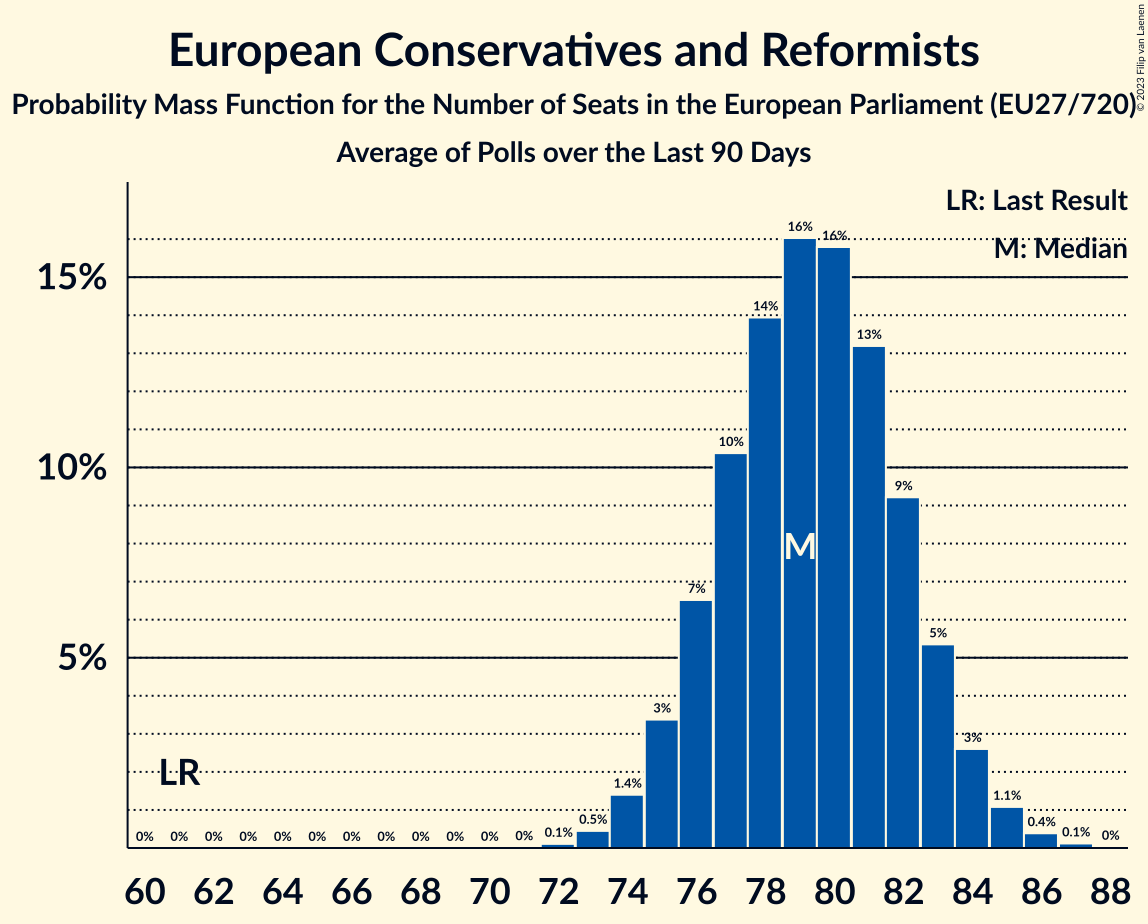 European Conservatives and Reformists
Probability Mass Function for the Number of Seats in the European Parliament (EU27/720)
Average of Polls over the Last 90 Days
© 2023 Filip van Laenen
LR: Last Result
M: Median
15%
10%
5%
0% 0% 0% 0% 0% 0% 0% 0% 0% 0% 0% 0% 0.1% 0.5% 1.4% 3% 7% 10% 14% 16% 16% 13% 9% 5% 3% 1.1% 0.4% 0.1% 0%
M
LR
60 62 64 66 68 70 72 74 76 78 80 82 84 86 88